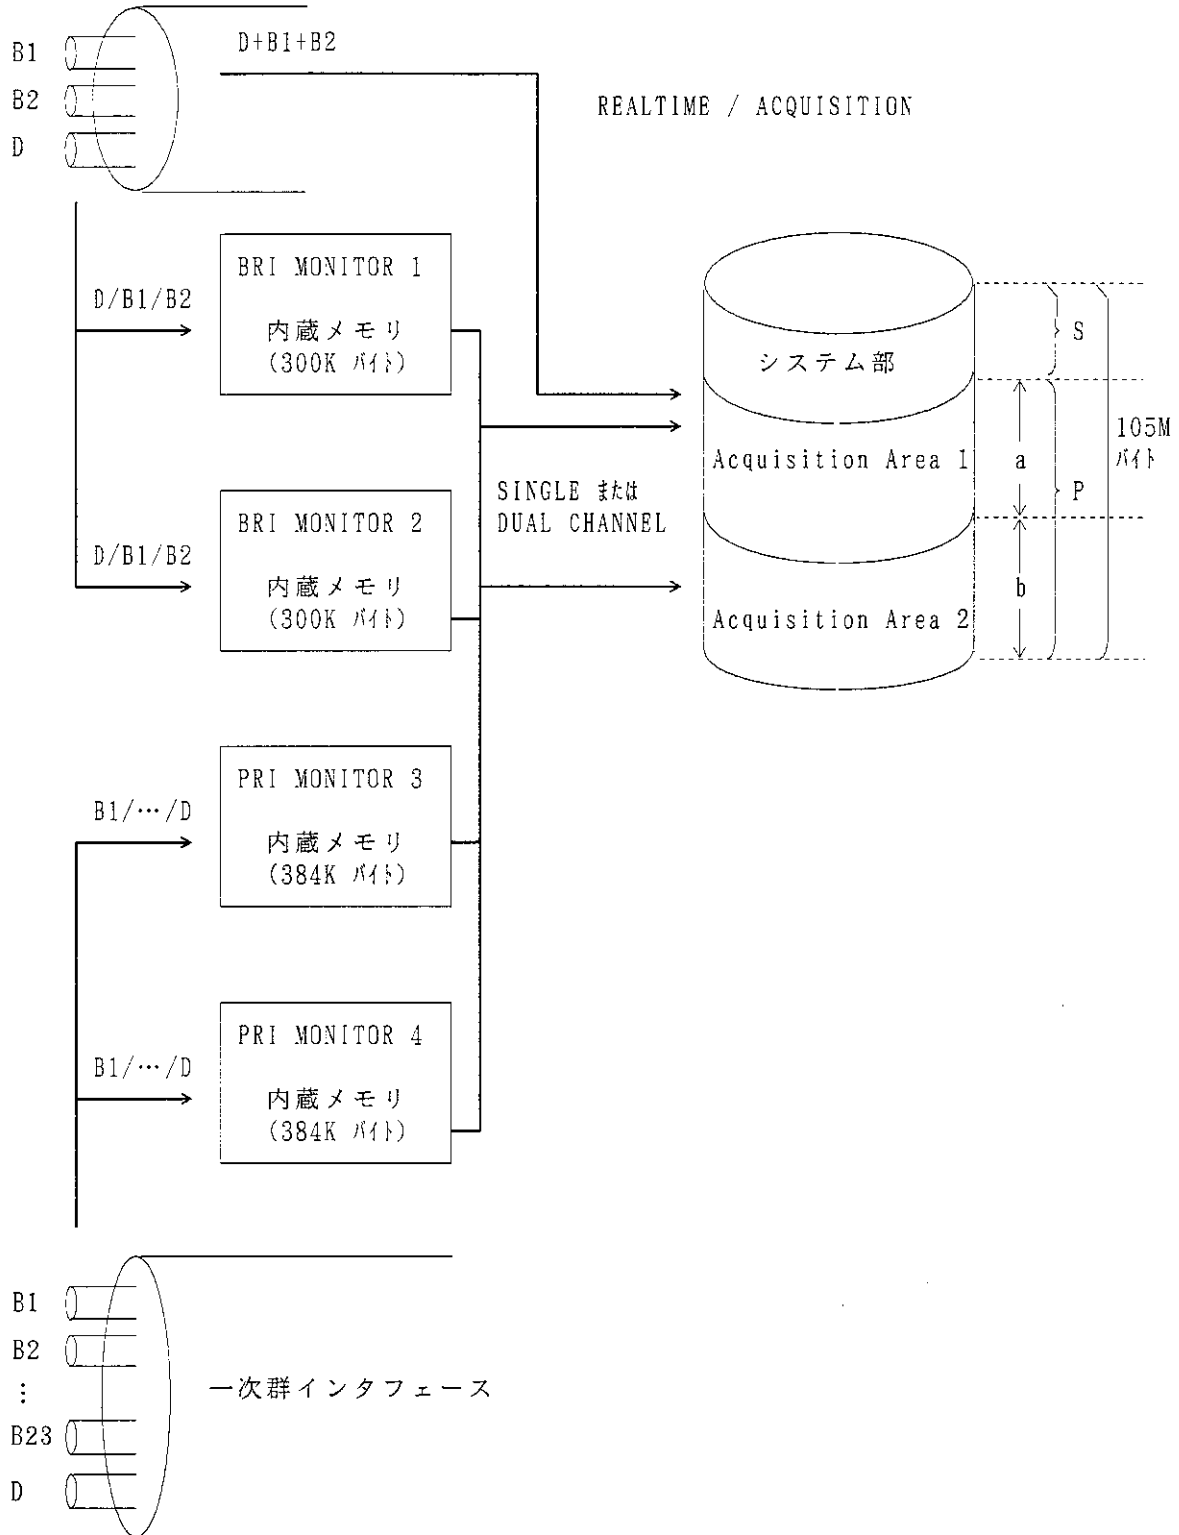 B1
B2
D
D+B1+B2
REALTIME / ACQUISITION
BRI MONITOR 1
D/B1/B2
内蔵メモリ
(300K バイト)
BRI MONITOR 2
D/B1/B2
内蔵メモリ
(300K バイト)
SINGLE または
DUAL CHANNEL
システム部
Acquisition Area 1
Acquisition Area 2
S
a
P
b
105M
バイト
PRI MONITOR 3
B1/…/D
内蔵メモリ
(384K バイト)
PRI MONITOR 4
B1/…/D
内蔵メモリ
(384K バイト)
B1
B2
⋮
B23
D
一次群インタフェース